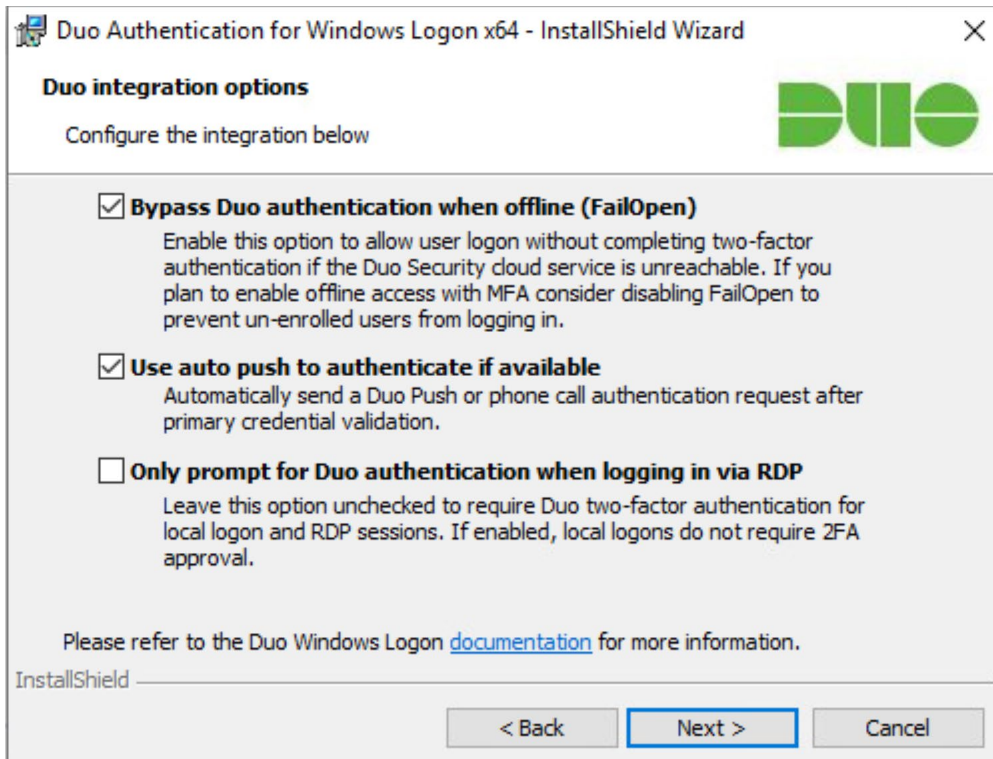 Duo Authentication for Windows Logon x64 - InstallShield Wizard
Duo integration options
Configure the integration below
DUO
Bypass Duo authentication when offline (FailOpen)
Enable this option to allow user logon without completing two-factor
authentication if the Duo Security cloud service is unreachable. If you
plan to enable offline access with MFA consider disabling FailOpen to
prevent un-enrolled users from logging in.
Use auto push to authenticate if available
Automatically send a Duo Push or phone call authentication request after
primary credential validation.
Only prompt for Duo authentication when logging in via RDP
Leave this option unchecked to require Duo two-factor authentication for
local logon and RDP sessions. If enabled, local logons do not require 2FA
approval.
Please refer to the Duo Windows Logon documentation for more information.
InstallShield
< Back
Next >
Cancel